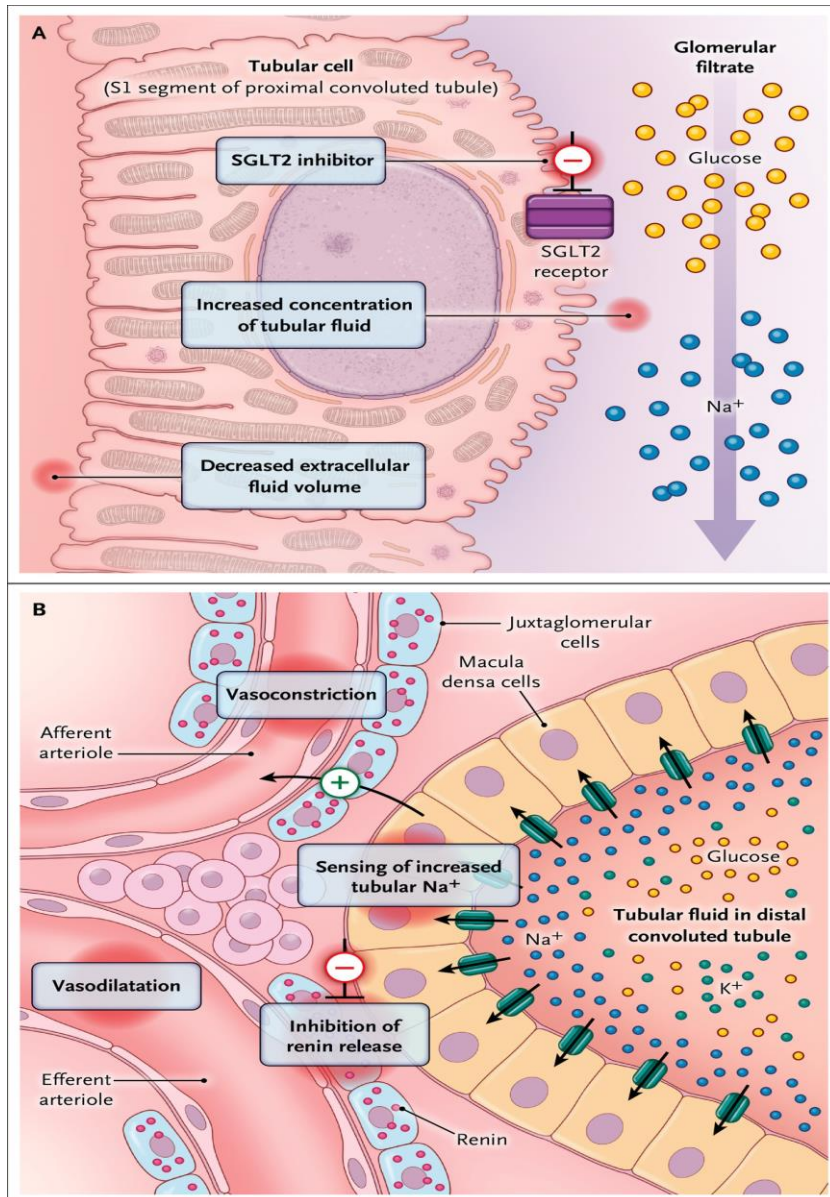 A
Tubular cell
(S1 segment of proximal convoluted tubule)
Glomerular
filtrate
SGLT2 inhibitor
−
Glucose
SGLT2
receptor
Increased concentration
of tubular fluid
Na+
Decreased extracellular
fluid volume
B
Juxtaglomerular
cells
Macula
densa cells
Vasoconstriction
Afferent
arteriole
+
Sensing of increased
tubular Na+
Glucose
Tubular fluid in distal
convoluted tubule
Na+
K+
Vasodilatation
−
Inhibition of
renin release
Efferent
arteriole
Renin